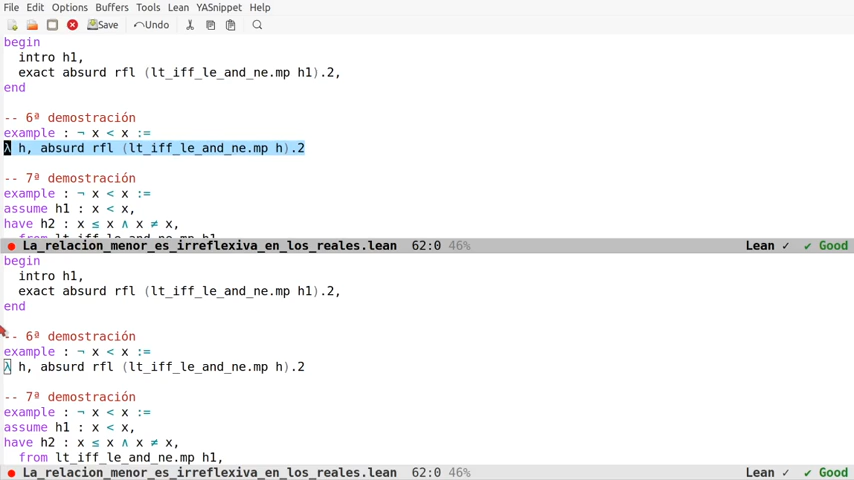 File Edit Options Buffers Tools Lean YASnippet Help
Save Undo
begin
  intro h1,
  exact absurd rfl (lt_iff_le_and_ne.mp h1).2,
end
-- 6ª demostración
example : ¬ x < x :=
λ h, absurd rfl (lt_iff_le_and_ne.mp h).2
-- 7ª demostración
example : ¬ x < x :=
assume h1 : x < x,
have h2 : x ≤ x ∧ x ≠ x,
  from lt_iff_le_and_ne.mp h1,
La_relacion_menor_es_irreflexiva_en_los_reales.lean 62:0 46% Lean ✓ ✔ Good
begin
  intro h1,
  exact absurd rfl (lt_iff_le_and_ne.mp h1).2,
end
-- 6ª demostración
example : ¬ x < x :=
λ h, absurd rfl (lt_iff_le_and_ne.mp h).2
-- 7ª demostración
example : ¬ x < x :=
assume h1 : x < x,
have h2 : x ≤ x ∧ x ≠ x,
  from lt_iff_le_and_ne.mp h1,
La_relacion_menor_es_irreflexiva_en_los_reales.lean 62:0 46% Lean ✓ ✔ Good